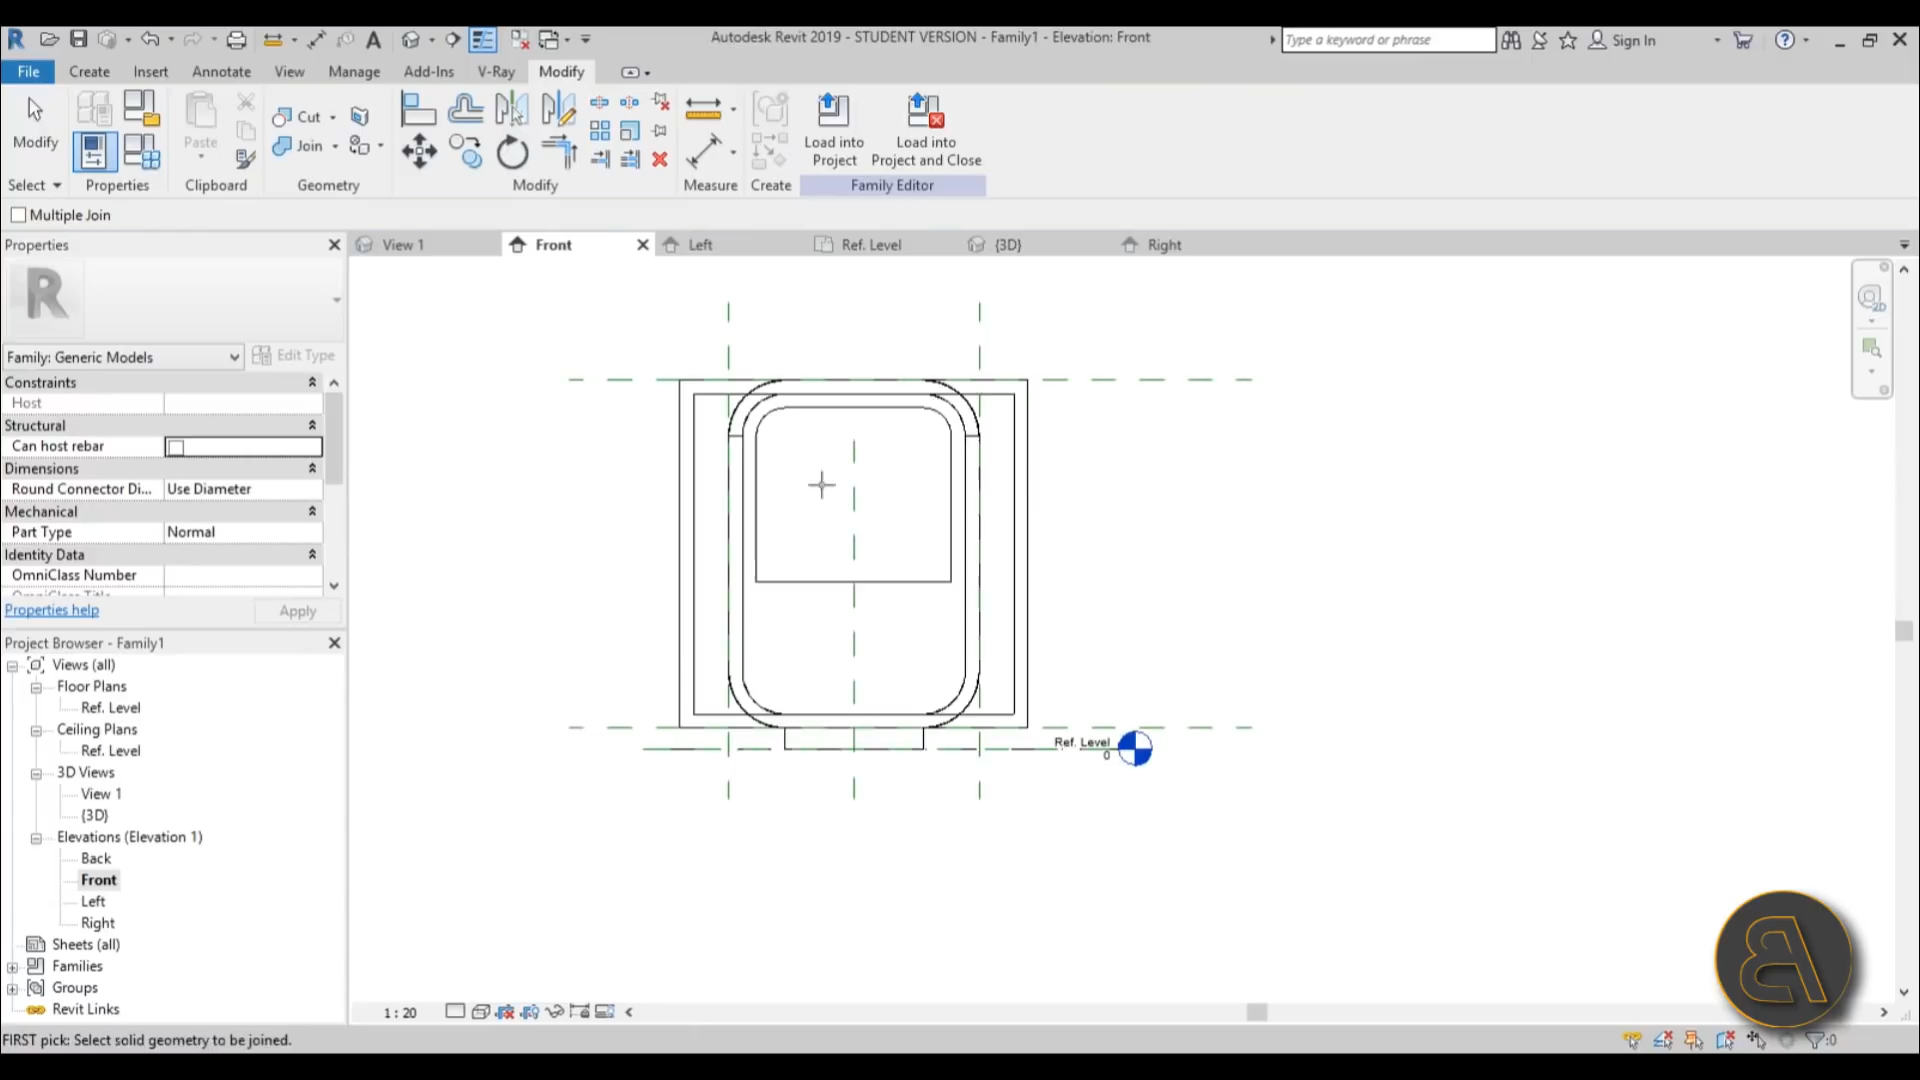 Autodesk Revit 2019 - STUDENT VERSION - Family1 - Elevation: Front
Type a keyword or phrase
Sign In
File Create Insert Annotate View Manage Add-Ins V-Ray Modify
Modify
Paste
Cut
Join
Load into Project
Load into Project and Close
Select Properties Clipboard Geometry Modify Measure Create Family Editor
Multiple Join
Properties
View 1 Front Left Ref. Level {3D} Right
Family: Generic Models
Edit Type
Constraints
Host
Structural
Can host rebar
Dimensions
Round Connector Di... Use Diameter
Mechanical
Part Type Normal
Identity Data
OmniClass Number
OmniClass Title
Properties help
Apply
Project Browser - Family1
Views (all)
Floor Plans
Ref. Level
Ceiling Plans
Ref. Level
3D Views
View 1
{3D}
Elevations (Elevation 1)
Back
Front
Left
Right
Sheets (all)
Families
Groups
Revit Links
Ref. Level
0
2D
1 : 20
FIRST pick: Select solid geometry to be joined.
:0